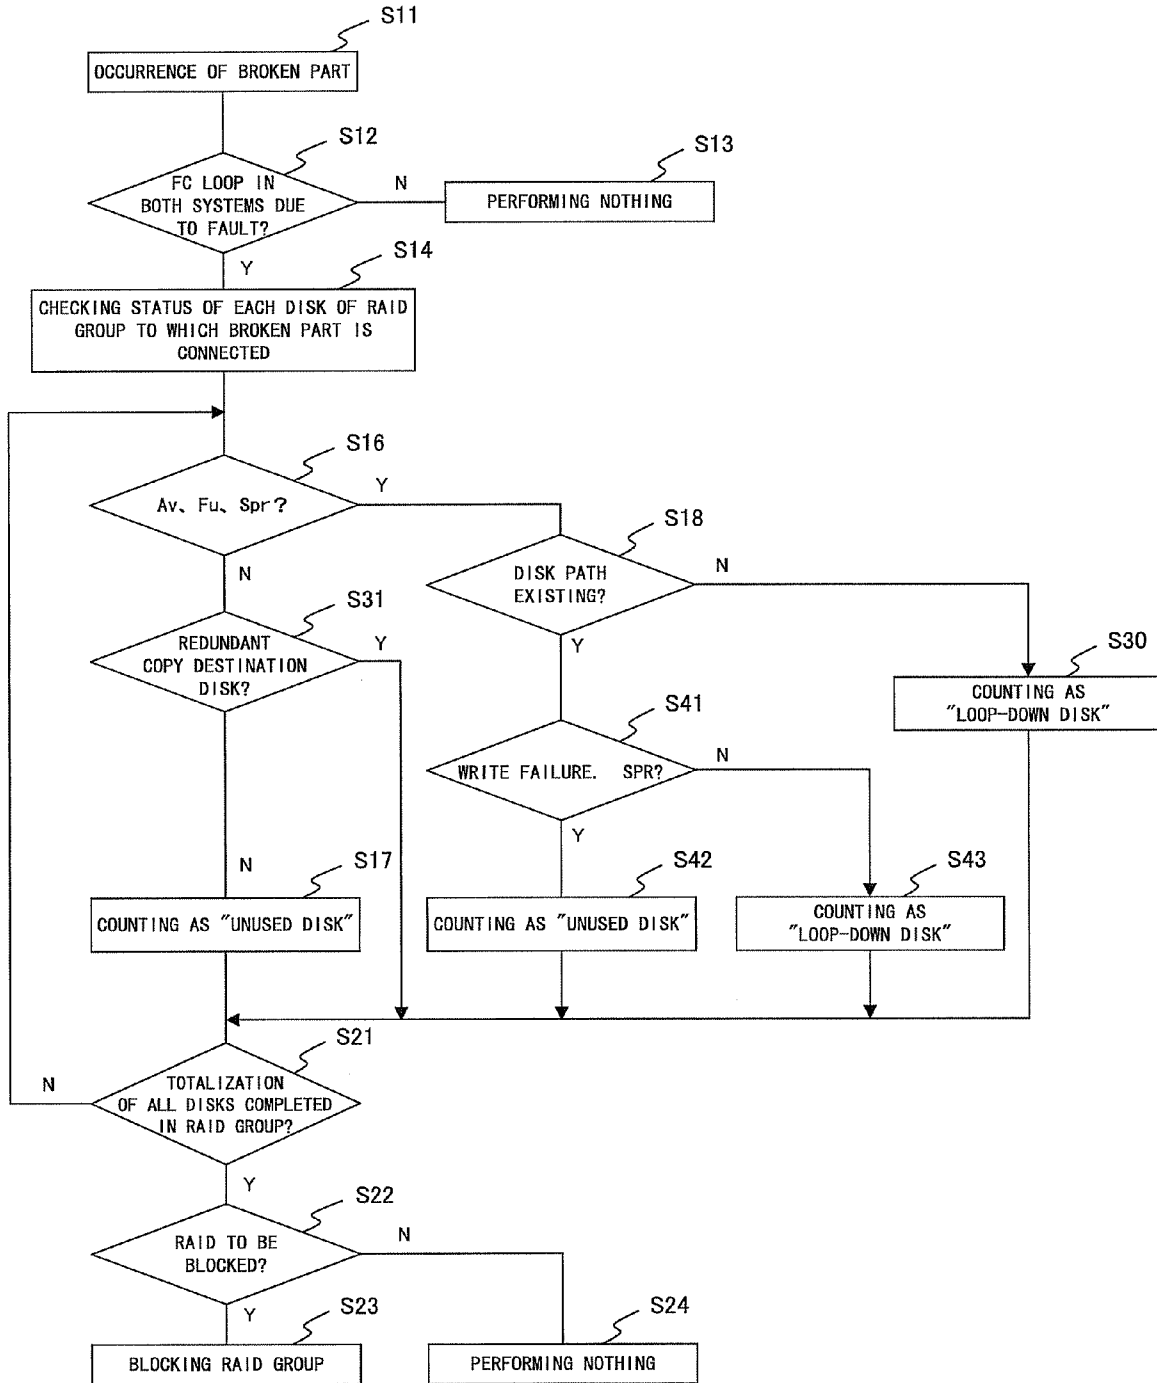 S11
OCCURRENCE OF BROKEN PART
S12
FC LOOP IN
BOTH SYSTEMS DUE
TO FAULT?
N
S13
PERFORMING NOTHING
Y
S14
CHECKING STATUS OF EACH DISK OF RAID
GROUP TO WHICH BROKEN PART IS
CONNECTED
S16
Av、Fu、Spr?
Y
N
S18
DISK PATH
EXISTING?
N
Y
S31
REDUNDANT
COPY DESTINATION
DISK?
Y
N
S30
COUNTING AS
"LOOP-DOWN DISK"
S41
WRITE FAILURE. SPR?
N
Y
S17
COUNTING AS "UNUSED DISK"
S42
COUNTING AS "UNUSED DISK"
S43
COUNTING AS
"LOOP-DOWN DISK"
S21
TOTALIZATION
OF ALL DISKS COMPLETED
IN RAID GROUP?
N
Y
S22
RAID TO BE
BLOCKED?
N
Y
S23
BLOCKING RAID GROUP
S24
PERFORMING NOTHING